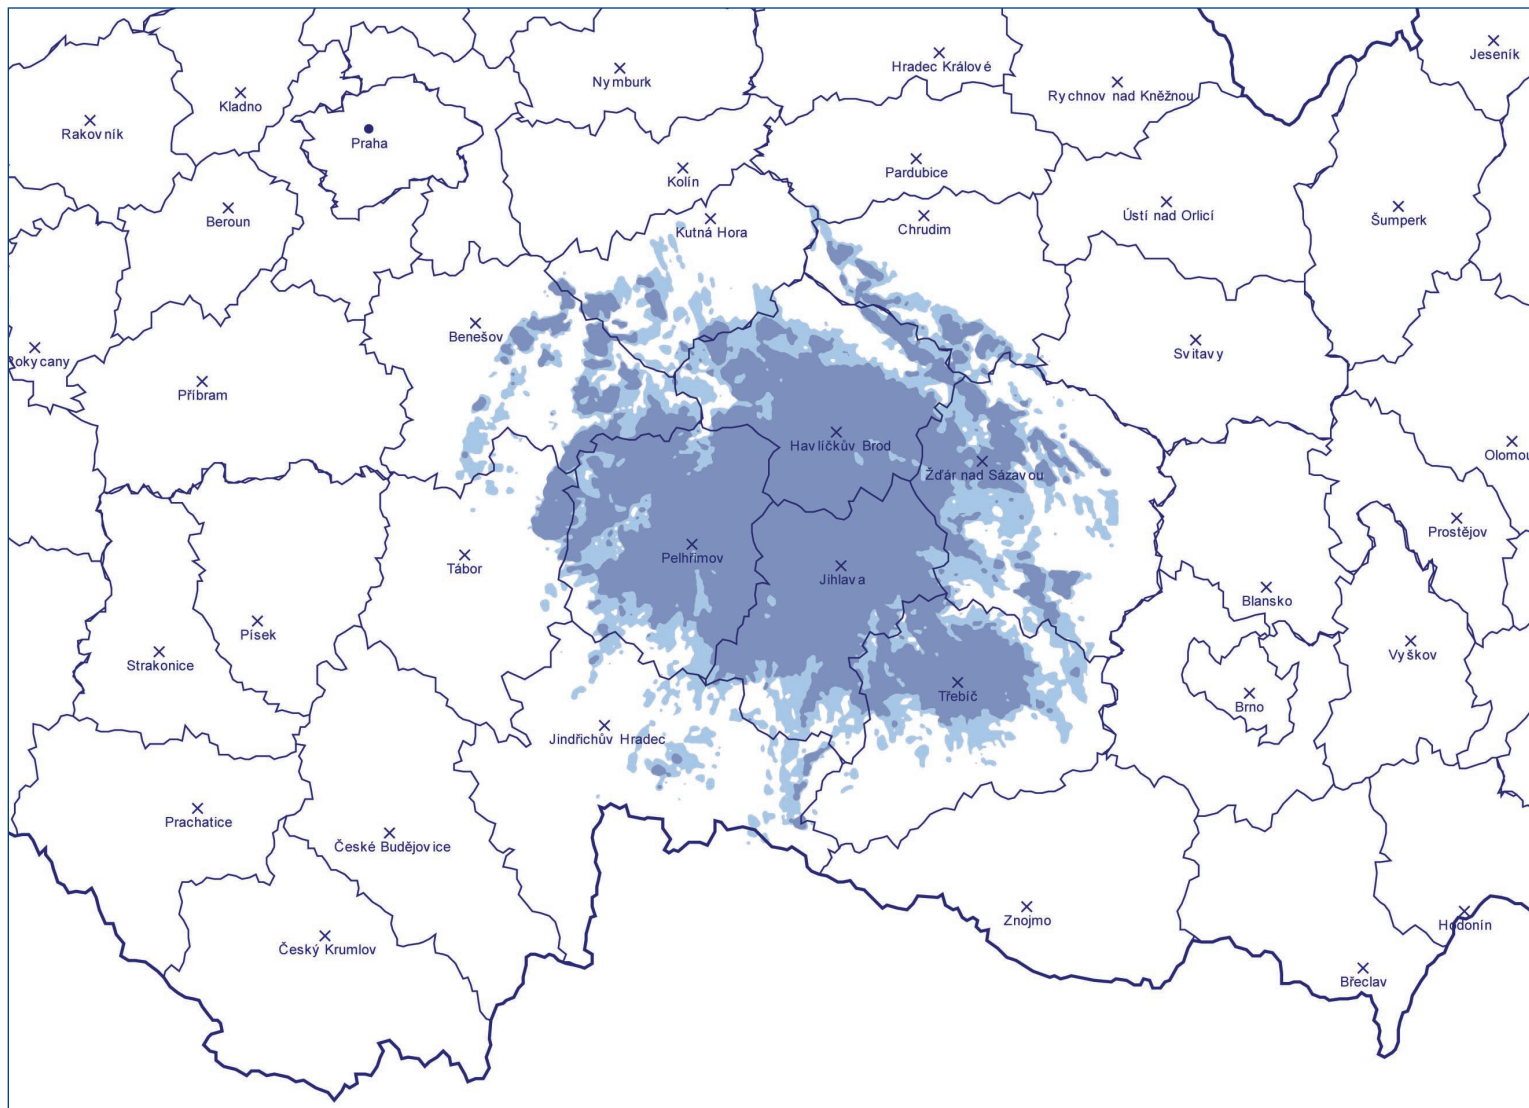 Jeseník
Hradec Králové
Nymburk
Rychnov nad Kněžnou
Kladno
Rakovník
Praha
Pardubice
Kolín
Beroun
Ústí nad Orlicí
Šumperk
Kutná Hora
Chrudim
Benešov
Svitavy
Rokycany
Příbram
Havlíčkův Brod
Olomou
Žďár nad Sázavou
Prostějov
Pelhřimov
Tábor
Jihlava
Blansko
Písek
Vyškov
Strakonice
Třebíč
Brno
Jindřichův Hradec
Prachatice
České Budějovice
Znojmo
Hodonín
Český Krumlov
Břeclav